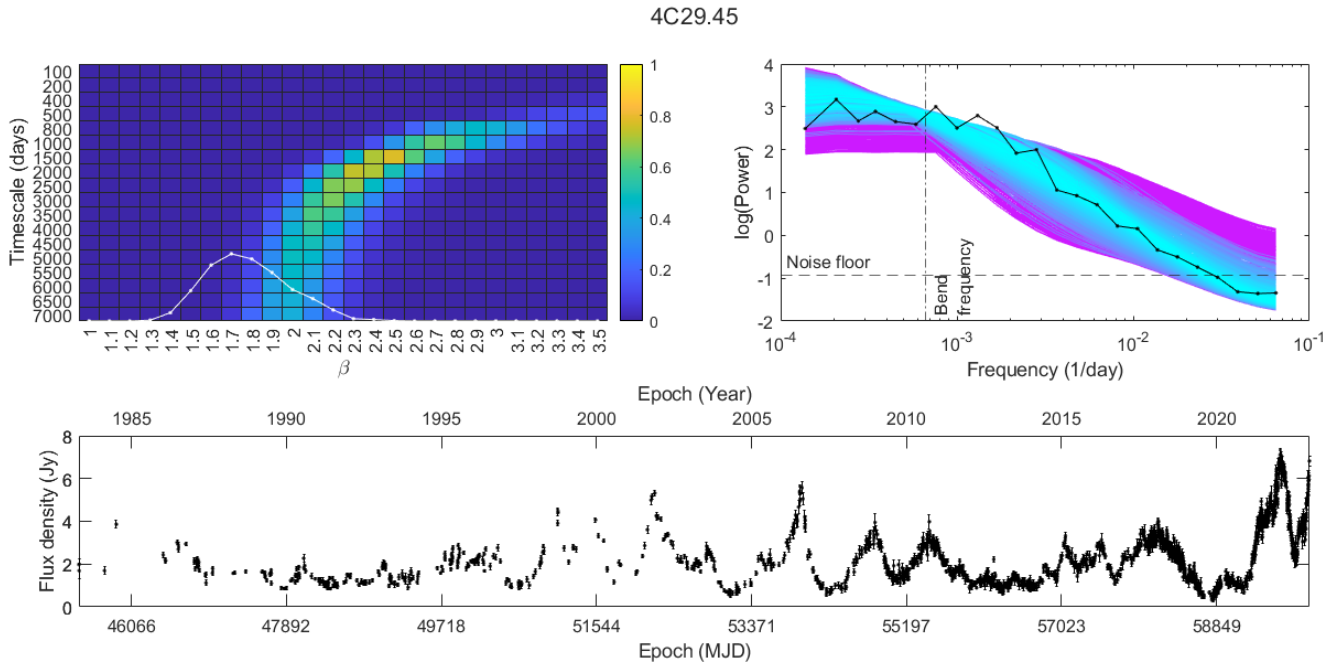 4C29.45
Timescale (days)
100
200
400
500
800
1000
1500
2000
2500
3000
3500
4000
4500
5000
5500
6000
6500
7000
1 1.1 1.2 1.3 1.4 1.5 1.6 1.7 1.8 1.9 2 2.1 2.2 2.3 2.4 2.5 2.6 2.7 2.8 2.9 3 3.1 3.2 3.3 3.4 3.5
β
1
0.8
0.6
0.4
0.2
0
log(Power)
4
3
2
1
0
-1
-2
Noise floor
Bend
frequency
10-4 10-3 10-2 10-1
Frequency (1/day)
Epoch (Year)
1985 1990 1995 2000 2005 2010 2015 2020
Flux density (Jy)
8
6
4
2
0
46066 47892 49718 51544 53371 55197 57023 58849
Epoch (MJD)